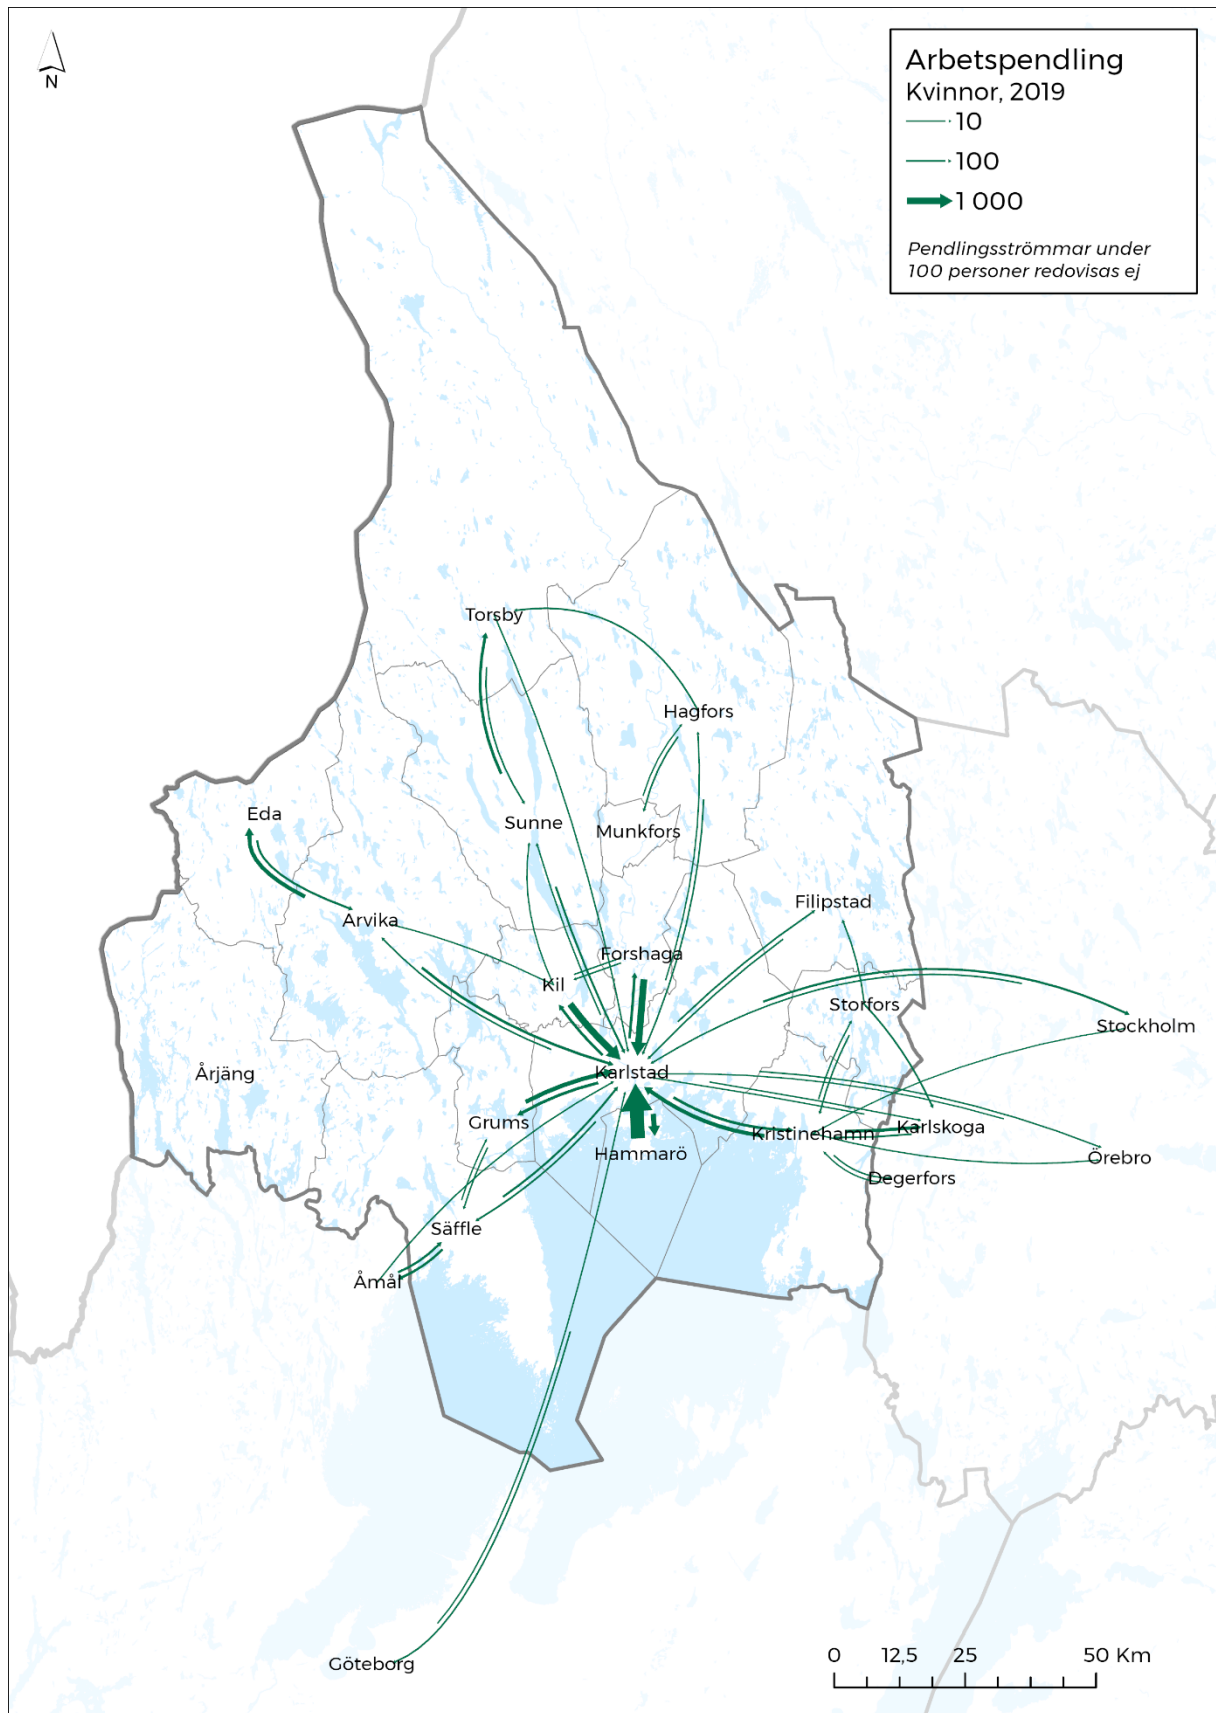 N
Arbetspendling
Kvinnor, 2019
10
100
1 000
Pendlingsströmmar under
100 personer redovisas ej
Torsby
Hagfors
Eda
Sunne
Munkfors
Filipstad
Arvika
Forshaga
Kil
Storfors
Stockholm
Årjäng
Karlstad
Grums
Kristinehamn
Karlskoga
Hammarö
Örebro
Degerfors
Säffle
Åmål
Göteborg
0 12,5 25 50 Km